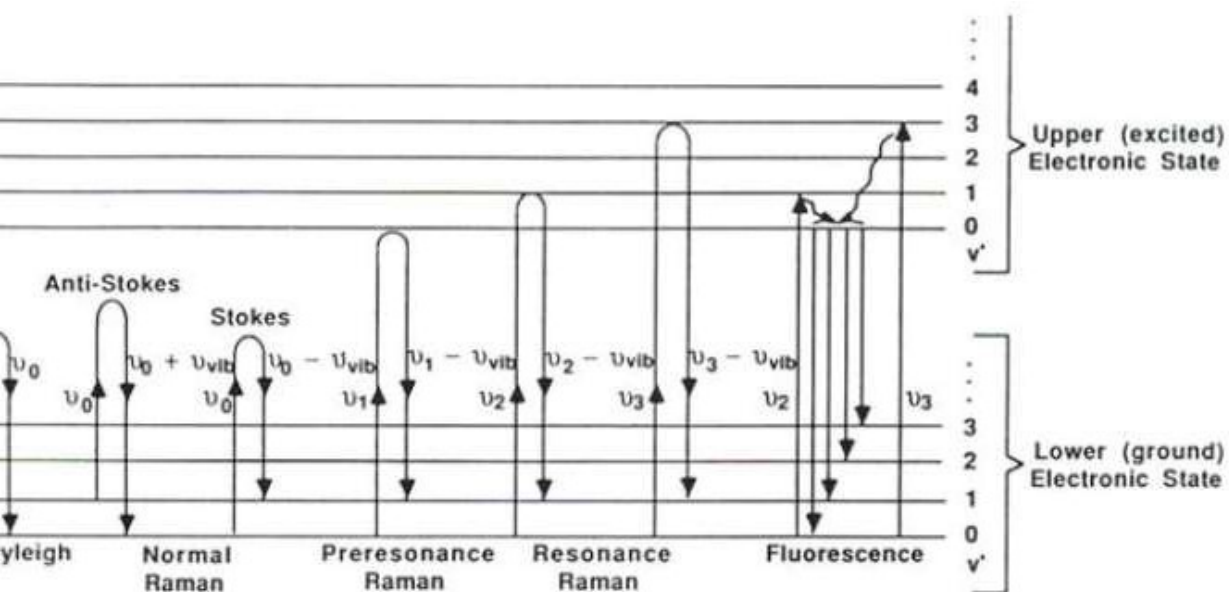 4
3
2
1
0
v'
Upper (excited)
Electronic State
Anti-Stokes
Stokes
υ0
υ0
υ0 + υvib
υ0
υ0 − υvib
υ1
υ1 − υvib
υ2
υ2 − υvib
υ3
υ3 − υvib
υ2
υ3
3
2
1
0
v'
Lower (ground)
Electronic State
yleigh
Normal
Raman
Preresonance
Raman
Resonance
Raman
Fluorescence